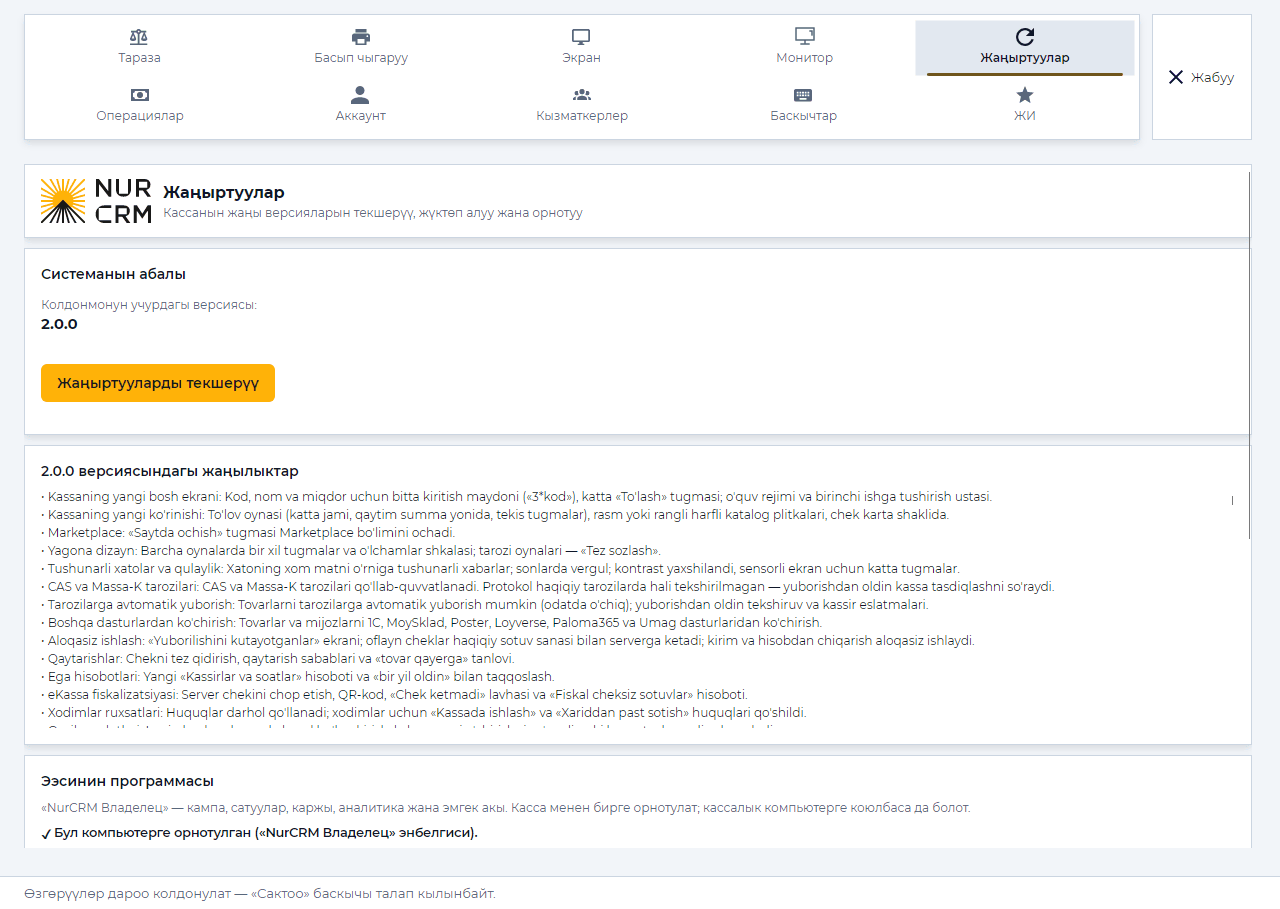 Тараза
Басып чыгаруу
Экран
Монитор
Жаңыртуулар
Операциялар
Аккаунт
Кызматкерлер
Баскычтар
ЖИ
Жабуу
NUR CRM
Жаңыртуулар
Кассанын жаңы версияларын текшерүү, жүктөп алуу жана орнотуу
Системанын абалы
Колдонмонун учурдагы версиясы:
2.0.0
Жаңыртууларды текшерүү
2.0.0 версиясындагы жаңылыктар
• Kassaning yangi bosh ekrani: Kod, nom va miqdor uchun bitta kiritish maydoni («3*kod»), katta «To'lash» tugmasi; o'quv rejimi va birinchi ishga tushirish ustasi.
• Kassaning yangi ko'rinishi: To'lov oynasi (katta jami, qaytim summa yonida, tekis tugmalar), rasm yoki rangli harfli katalog plitkalari, chek karta shaklida.
• Marketplace: «Saytda ochish» tugmasi Marketplace bo'limini ochadi.
• Yagona dizayn: Barcha oynalarda bir xil tugmalar va o'lchamlar shkalasi; tarozi oynalari — «Tez sozlash».
• Tushunarli xatolar va qulaylik: Xatoning xom matni o'rniga tushunarli xabarlar; sonlarda vergul; kontrast yaxshilandi, sensorli ekran uchun katta tugmalar.
• CAS va Massa-K tarozilari: CAS va Massa-K tarozilari qo'llab-quvvatlanadi. Protokol haqiqiy tarozilarda hali tekshirilmagan — yuborishdan oldin kassa tasdiqlashni so'raydi.
• Tarozilarga avtomatik yuborish: Tovarlarni tarozilarga avtomatik yuborish mumkin (odatda o'chiq); yuborishdan oldin tekshiruv va kassir eslatmalari.
• Boshqa dasturlardan ko'chirish: Tovarlar va mijozlarni 1C, MoySklad, Poster, Loyverse, Paloma365 va Umag dasturlaridan ko'chirish.
• Aloqasiz ishlash: «Yuborilishini kutayotganlar» ekrani; oflayn cheklar haqiqiy sotuv sanasi bilan serverga ketadi; kirim va hisobdan chiqarish aloqasiz ishlaydi.
• Qaytarishlar: Chekni tez qidirish, qaytarish sabablari va «tovar qayerga» tanlovi.
• Ega hisobotlari: Yangi «Kassirlar va soatlar» hisoboti va «bir yil oldin» bilan taqqoslash.
• eKassa fiskalizatsiyasi: Server chekini chop etish, QR-kod, «Chek ketmadi» lavhasi va «Fiskal cheksiz sotuvlar» hisoboti.
• Xodimlar ruxsatlari: Huquqlar darhol qo'llanadi; xodimlar uchun «Kassada ishlash» va «Xariddan past sotish» huquqlari qo'shildi.
Ээсинин программасы
«NurCRM Владелец» — кампа, сатуулар, каржы, аналитика жана эмгек акы. Касса менен бирге орнотулат; кассалык компьютерге коюлбаса да болот.
✓ Бул компьютерге орнотулган («NurCRM Владелец» энбелгиси).
Өзгөрүүлөр дароо колдонулат — «Сактоо» баскычы талап кылынбайт.